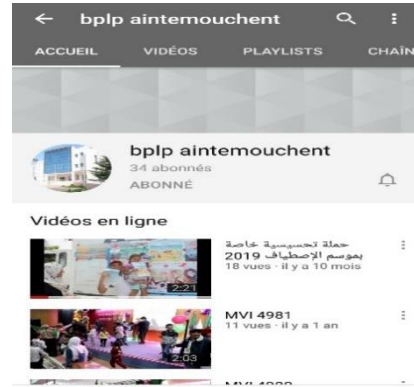 ← bplp aintemouchent
ACCUEIL VIDÉOS PLAYLISTS CHAÎN
bplp aintemouchent
34 abonnés
ABONNÉ
Vidéos en ligne
حملة تحسيسية خاصة
بموسم الإصطياف 2019
18 vues · il y a 10 mois
2:21
MVI 4981
11 vues · il y a 1 an
2:03